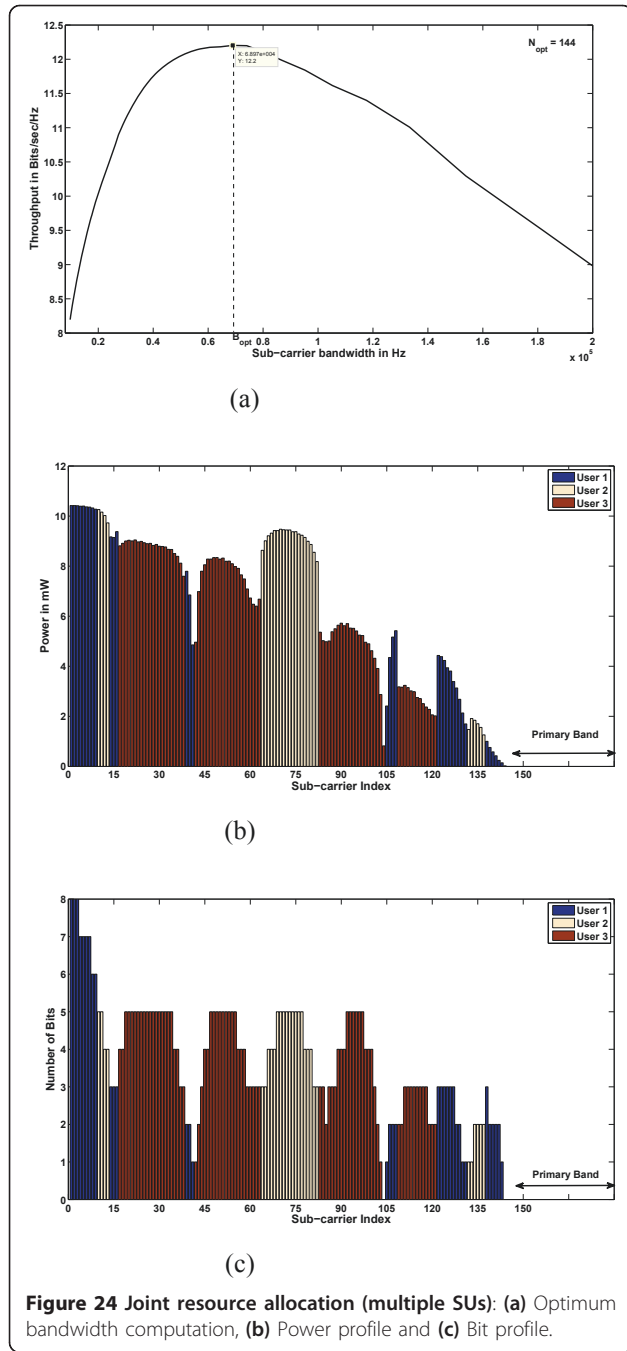 12.5
12
11.5
11
10.5
10
9.5
9
8.5
8
Throughput in Bits/sec/Hz
X: 6.897e+004
Y: 12.2
N opt = 144
0.2 0.4 0.6 0.8 1 1.2 1.4 1.6 1.8 2
B opt
Sub-carrier bandwidth in Hz
x 10^5
(a)
12
10
8
6
4
2
0
Power in mW
User 1
User 2
User 3
Primary Band
0 15 30 45 60 75 90 105 120 135 150
Sub-carrier Index
(b)
8
7
6
5
4
3
2
1
0
Number of Bits
User 1
User 2
User 3
Primary Band
0 15 30 45 60 75 90 105 120 135 150
Sub-carrier Index
(c)
Figure 24 Joint resource allocation (multiple SUs): (a) Optimum
bandwidth computation, (b) Power profile and (c) Bit profile.